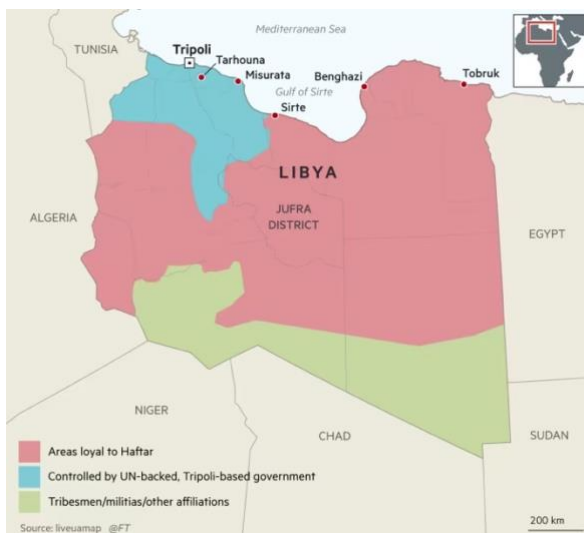 Mediterranean Sea
TUNISIA
Tripoli
Tarhouna
Misurata
Benghazi
Tobruk
Gulf of Sirte
Sirte
LIBYA
JUFRA
DISTRICT
ALGERIA
EGYPT
NIGER
CHAD
SUDAN
Areas loyal to Haftar
Controlled by UN-backed, Tripoli-based government
Tribesmen/militias/other affiliations
Source: liveuamap @FT
200 km